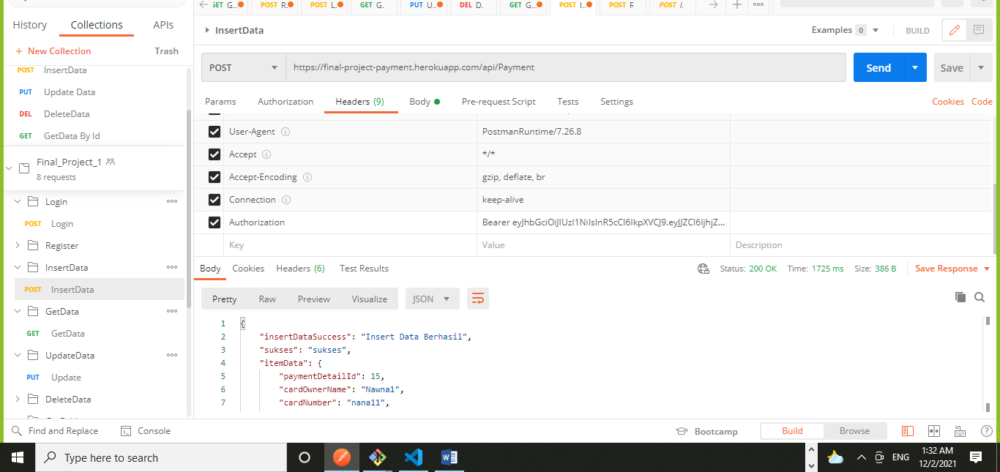 GET G... POST R. POST L. GET G. PUT U... DEL D. GET G... POST I... POST R POST /.
History Collections APIs
+ New Collection Trash
POST InsertData
PUT Update Data
DEL DeleteData
GET GetData By Id
Final_Project_1
8 requests
Login
POST Login
Register
InsertData
POST InsertData
GetData
GET GetData
UpdateData
PUT Update
DeleteData
InsertData Examples 0 BUILD
POST https://final-project-payment.herokuapp.com/api/Payment Send Save
Params Authorization Headers (9) Body Pre-request Script Tests Settings Cookies Code
User-Agent PostmanRuntime/7.26.8
Accept */*
Accept-Encoding gzip, deflate, br
Connection keep-alive
Authorization Bearer eyJhbGciOiJIUzI1NiIsInR5cCI6IkpXVCJ9.eyJJZCI6IjhjZ...
Key Value Description
Body Cookies Headers (6) Test Results Status: 200 OK Time: 1725 ms Size: 386 B Save Response
Pretty Raw Preview Visualize JSON
1 {
2 "insertDataSuccess": "Insert Data Berhasil",
3 "sukses": "sukses",
4 "itemData": {
5 "paymentDetailId": 15,
6 "cardOwnerName": "Nawna1",
7 "cardNumber": "nana11",
Find and Replace Console Bootcamp Build Browse
Type here to search ENG 1:32 AM
12/2/2021